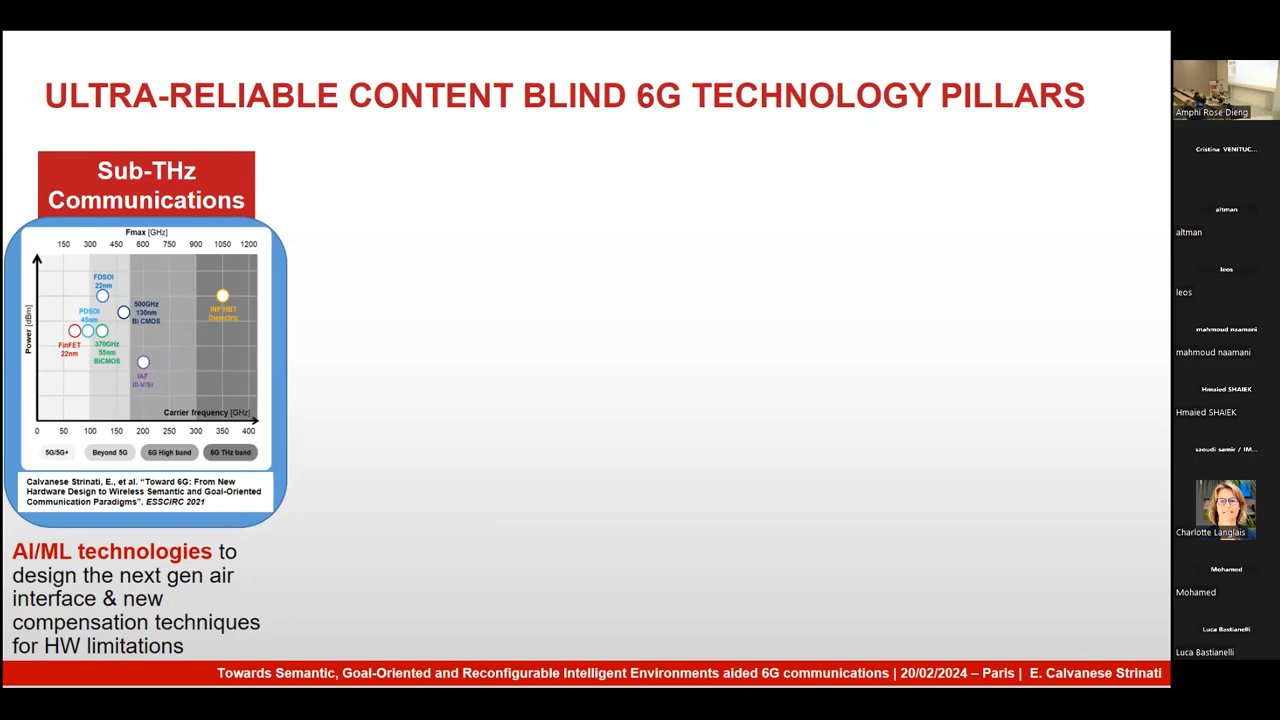 ULTRA-RELIABLE CONTENT BLIND 6G TECHNOLOGY PILLARS
Sub-THz
Communications
Fmax [GHz]
150 300 450 600 750 900 1050 1200
Power [dBm]
FDSOI
22nm
PDSOI
45nm
FinFET
22nm
370GHz
55nm
BiCMOS
500GHz
130nm
Bi CMOS
IAF
III-V/Si
INP HBT
Dielectric
Carrier frequency [GHz]
0 50 100 150 200 250 300 350 400
5G/5G+ Beyond 5G 6G High band 6G THz band
Calvanese Strinati, E., et al. “Toward 6G: From New
Hardware Design to Wireless Semantic and Goal-Oriented
Communication Paradigms”. ESSCIRC 2021
AI/ML technologies to
design the next gen air
interface & new
compensation techniques
for HW limitations
Towards Semantic, Goal-Oriented and Reconfigurable Intelligent Environments aided 6G communications | 20/02/2024 – Paris | E. Calvanese Strinati
Amphi Rose Dieng
Cristina VENITUC...
altman
altman
leos
leos
mahmoud naamani
mahmoud naamani
Hmaied SHAIEK
Hmaied SHAIEK
saoudi samir / IM...
Charlotte Langlais
Mohamed
Mohamed
Luca Bastianelli
Luca Bastianelli